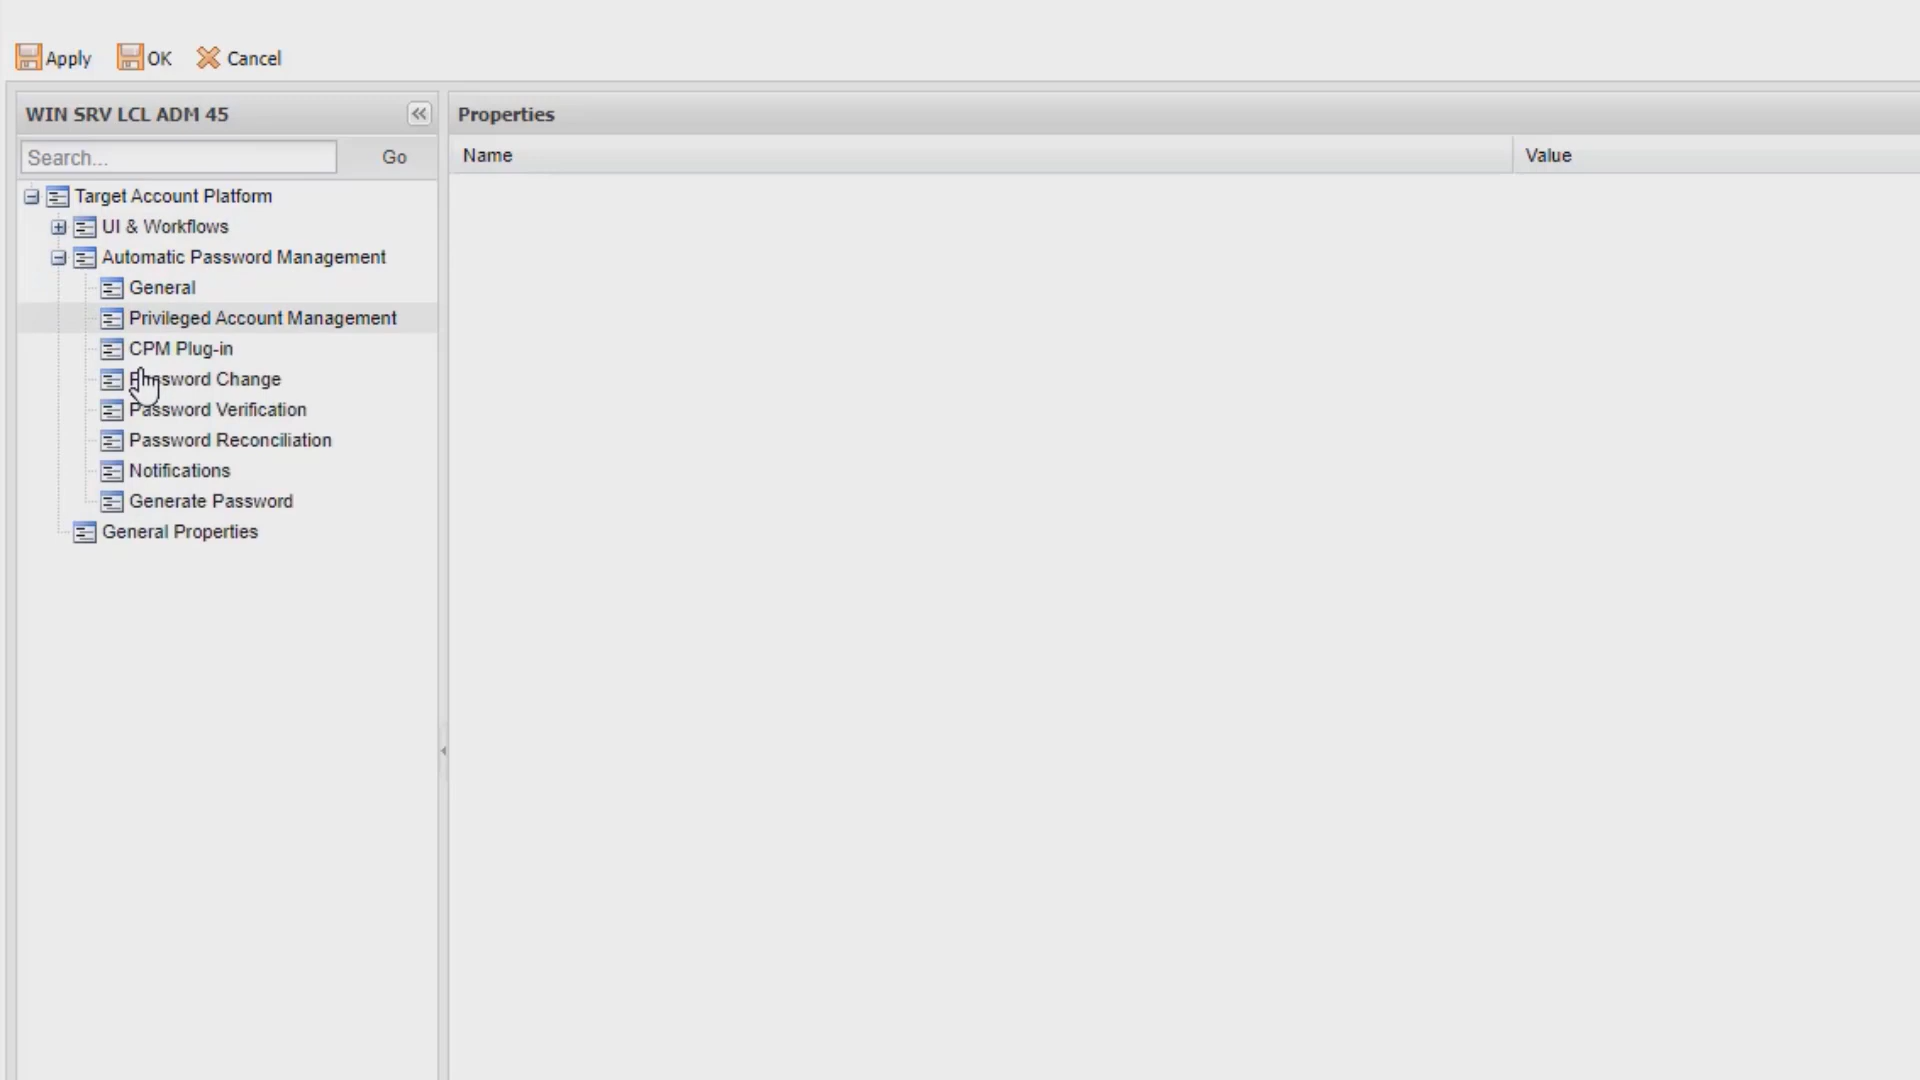 Apply OK Cancel
WIN SRV LCL ADM 45
Properties
Search...
Go
Name
Value
Target Account Platform
UI & Workflows
Automatic Password Management
General
Privileged Account Management
CPM Plug-in
Password Change
Password Verification
Password Reconciliation
Notifications
Generate Password
General Properties